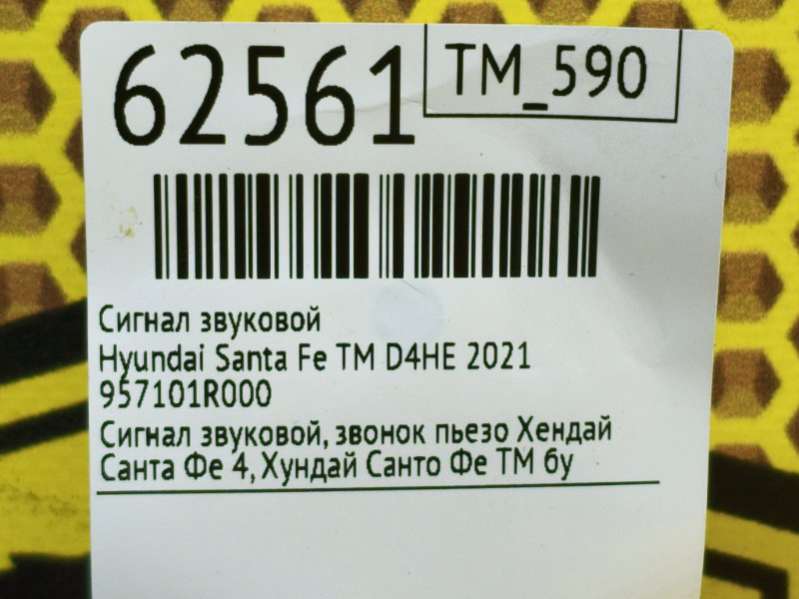 62561
TM_590
Сигнал звуковой
Hyundai Santa Fe TM D4HE 2021
957101R000
Сигнал звуковой, звонок пьезо Хендай
Санта Фе 4, Хундай Санто Фе ТМ бу